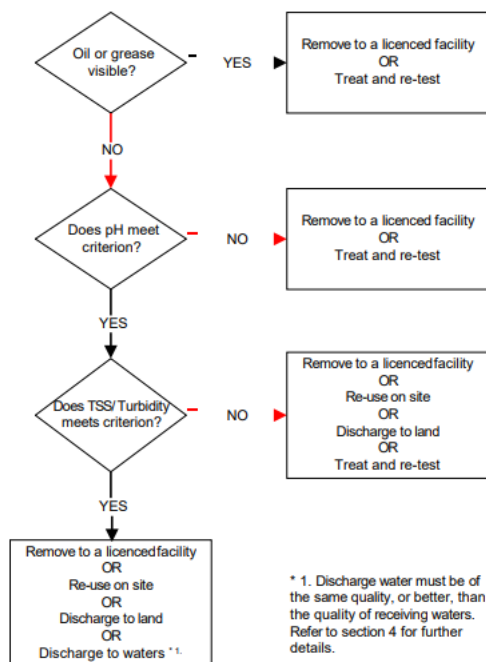 Oil or grease
visible?
YES
Remove to a licenced facility
OR
Treat and re-test
NO
Does pH meet
criterion?
NO
Remove to a licenced facility
OR
Treat and re-test
YES
Does TSS/ Turbidity
meets criterion?
NO
Remove to a licenced facility
OR
Re-use on site
OR
Discharge to land
OR
Treat and re-test
YES
Remove to a licenced facility
OR
Re-use on site
OR
Discharge to land
OR
Discharge to waters * 1.
* 1. Discharge water must be of
the same quality, or better, than
the quality of receiving waters.
Refer to section 4 for further
details.